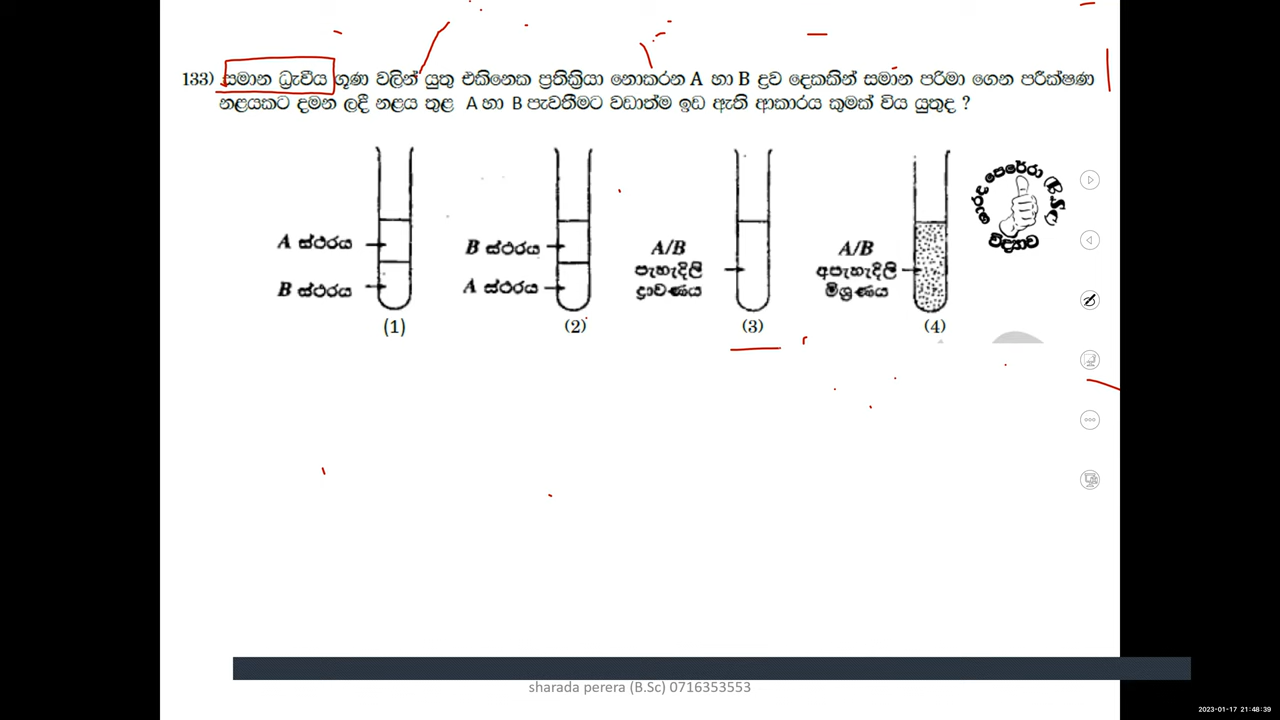 133) සමාන ධ්‍රැවීය ගුණ වලින් යුතු එකිනෙක ප්‍රතික්‍රියා නොකරන A හා B ද්‍රව දෙකකින් සමාන පරිමා ගෙන පරීක්ෂණ
නළයකට දමන ලදී නළය තුළ A හා B පැවතීමට වඩාත්ම ඉඩ ඇති ආකාරය කුමක් විය යුතුද ?
A ස්ථරය
B ස්ථරය
(1)
B ස්ථරය
A ස්ථරය
(2)
A/B
පැහැදිලි
ද්‍රාවණය
(3)
A/B
අපැහැදිලි
මිශ්‍රණය
(4)
පෙරේරා (B.Sc)
විද්‍යාව
sharada perera (B.Sc) 0716353553
2023-01-17 21:48:39